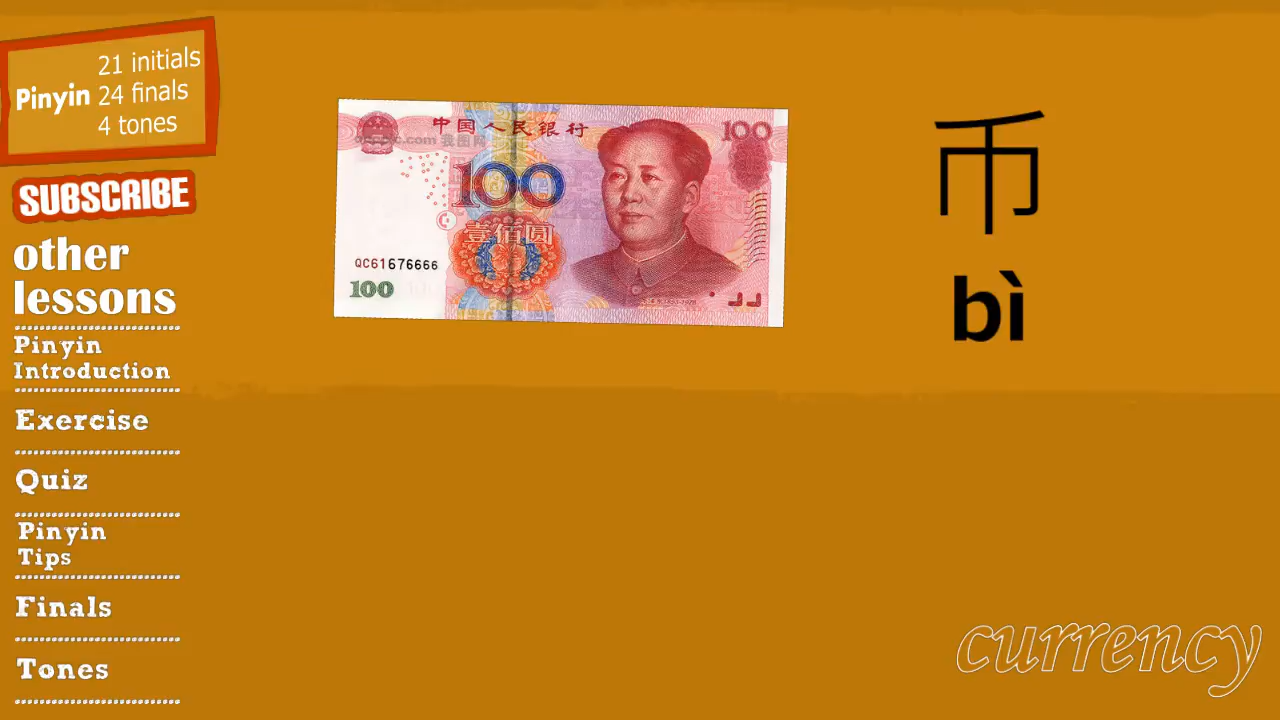 Pinyin
21 initials
24 finals
4 tones
SUBSCRIBE
other
lessons
Pinyin
Introduction
Exercise
Quiz
Pinyin
Tips
Finals
Tones
中国人民银行
100
100
壹佰圆
QC61676666
100
币
bì
currency